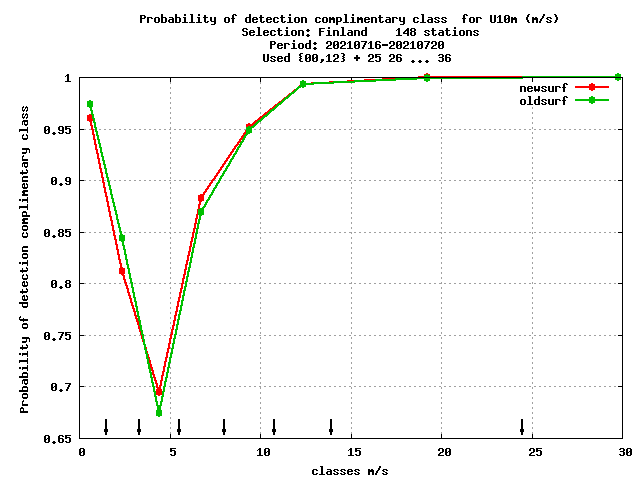 Probability of detection complimentary class  for U10m (m/s)
Selection: Finland    148 stations
Period: 20210716-20210720
Used {00,12} + 25 26 ... 36
newsurf
oldsurf
Probability of detection complimentary class
1
0.95
0.9
0.85
0.8
0.75
0.7
0.65
0 5 10 15 20 25 30
classes m/s